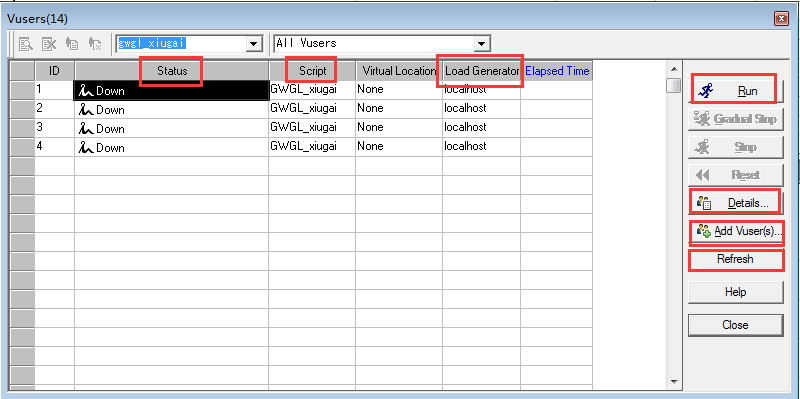 Vusers(14)
gwgl_xiugai All Vusers
ID Status Script Virtual Location Load Generator Elapsed Time
1 Down GWGL_xiugai None localhost
2 Down GWGL_xiugai None localhost
3 Down GWGL_xiugai None localhost
4 Down GWGL_xiugai None localhost
Run
Gradual Stop
Stop
Reset
Details...
Add Vuser(s)...
Refresh
Help
Close